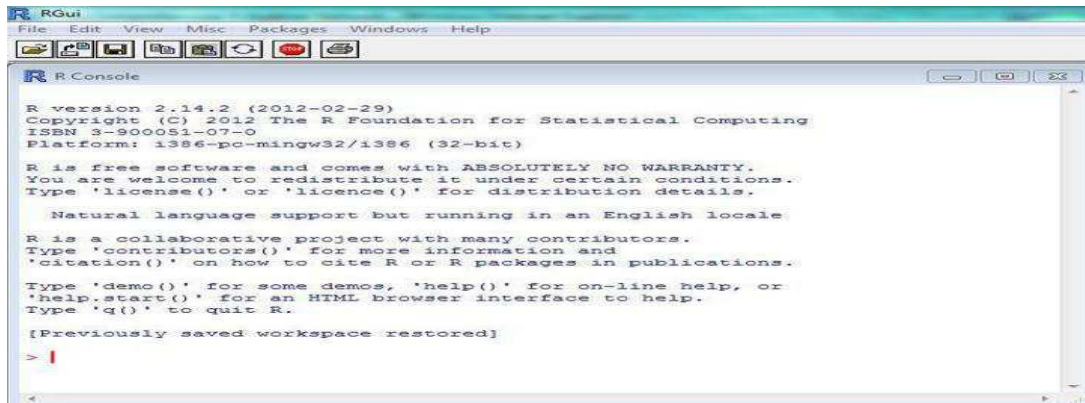 RGui
File Edit View Misc Packages Windows Help
STOP
R Console
R version 2.14.2 (2012-02-29)
Copyright (C) 2012 The R Foundation for Statistical Computing
ISBN 3-900051-07-0
Platform: i386-pc-mingw32/i386 (32-bit)
R is free software and comes with ABSOLUTELY NO WARRANTY.
You are welcome to redistribute it under certain conditions.
Type 'license()' or 'licence()' for distribution details.
Natural language support but running in an English locale
R is a collaborative project with many contributors.
Type 'contributors()' for more information and
'citation()' on how to cite R or R packages in publications.
Type 'demo()' for some demos, 'help()' for on-line help, or
'help.start()' for an HTML browser interface to help.
Type 'q()' to quit R.
[Previously saved workspace restored]
>